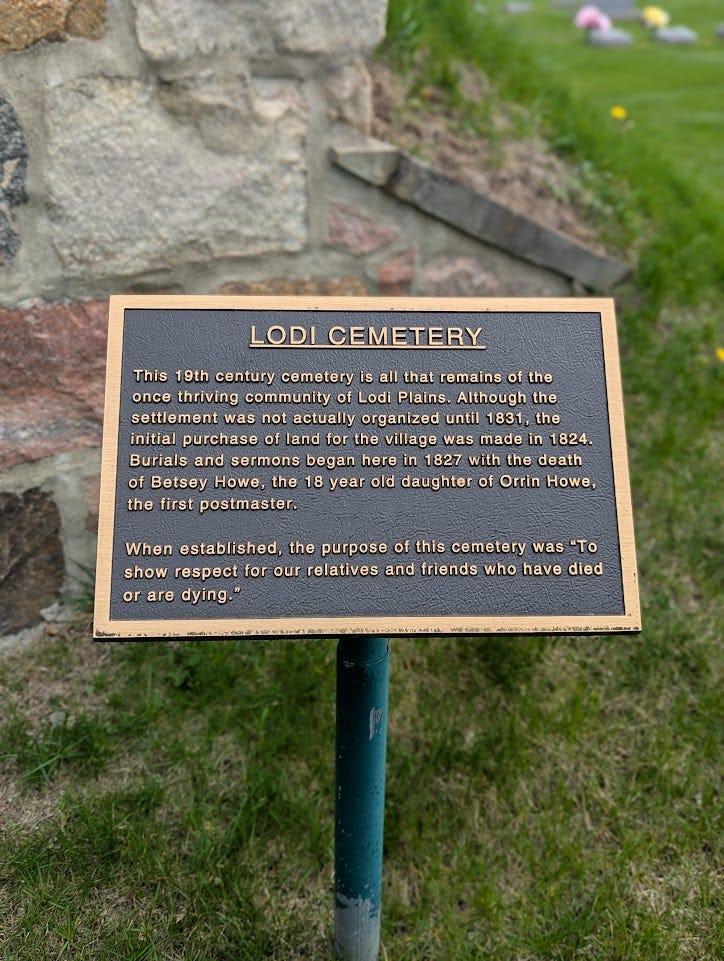 LODI CEMETERY
This 19th century cemetery is all that remains of the
once thriving community of Lodi Plains. Although the
settlement was not actually organized until 1831, the
initial purchase of land for the village was made in 1824.
Burials and sermons began here in 1827 with the death
of Betsey Howe, the 18 year old daughter of Orrin Howe,
the first postmaster.
When established, the purpose of this cemetery was “To
show respect for our relatives and friends who have died
or are dying.”